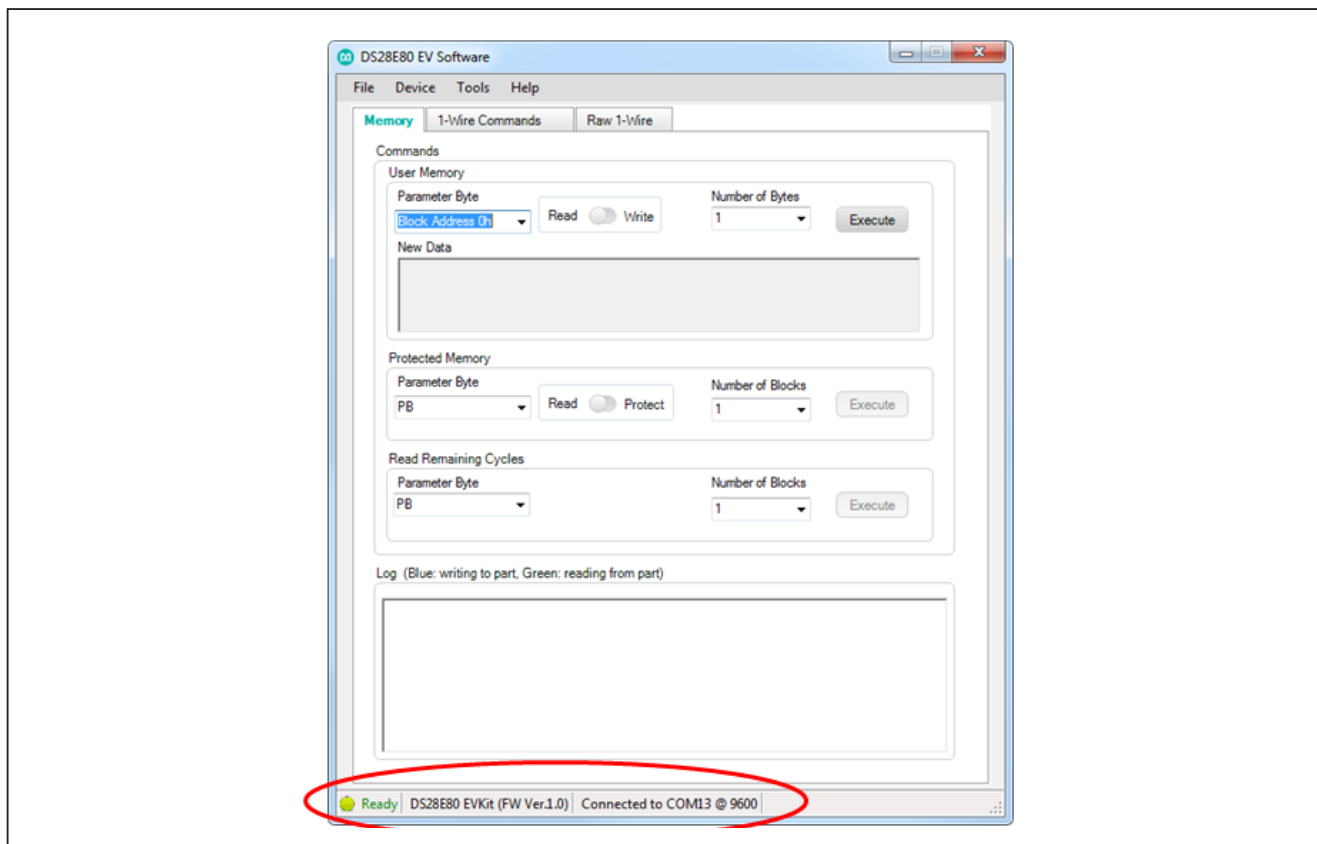 DS28E80 EV Software
File Device Tools Help
Memory 1-Wire Commands Raw 1-Wire
Commands
User Memory
Parameter Byte Number of Bytes
Block Address 0h Read Write 1 Execute
New Data
Protected Memory
Parameter Byte Number of Blocks
PB Read Protect 1 Execute
Read Remaining Cycles
Parameter Byte Number of Blocks
PB 1 Execute
Log (Blue: writing to part, Green: reading from part)
Ready DS28E80 EVKit (FW Ver.1.0) Connected to COM13 @ 9600